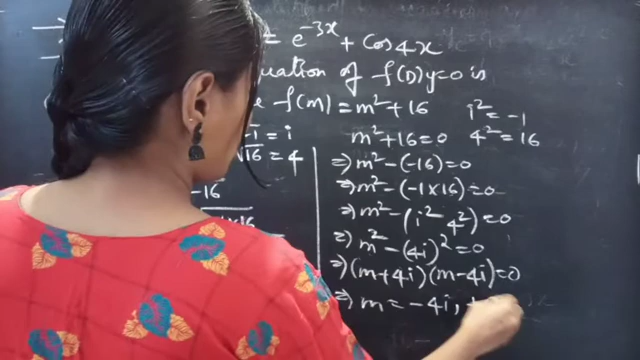 = e^-3x + Cos4x
uation of f(D)y=0 is
f(m) = m² + 16 i² = -1
-1 = i m² + 16 = 0 4² = 16
√16 = 4 ⇒ m² - (-16) = 0
-16 ⇒ m² - (-1×16) = 0
16 ⇒ m² - (i² 4²) = 0
⇒ m² - (4i)² = 0
⇒ (m + 4i)(m - 4i) = 0
⇒ m = -4i, +